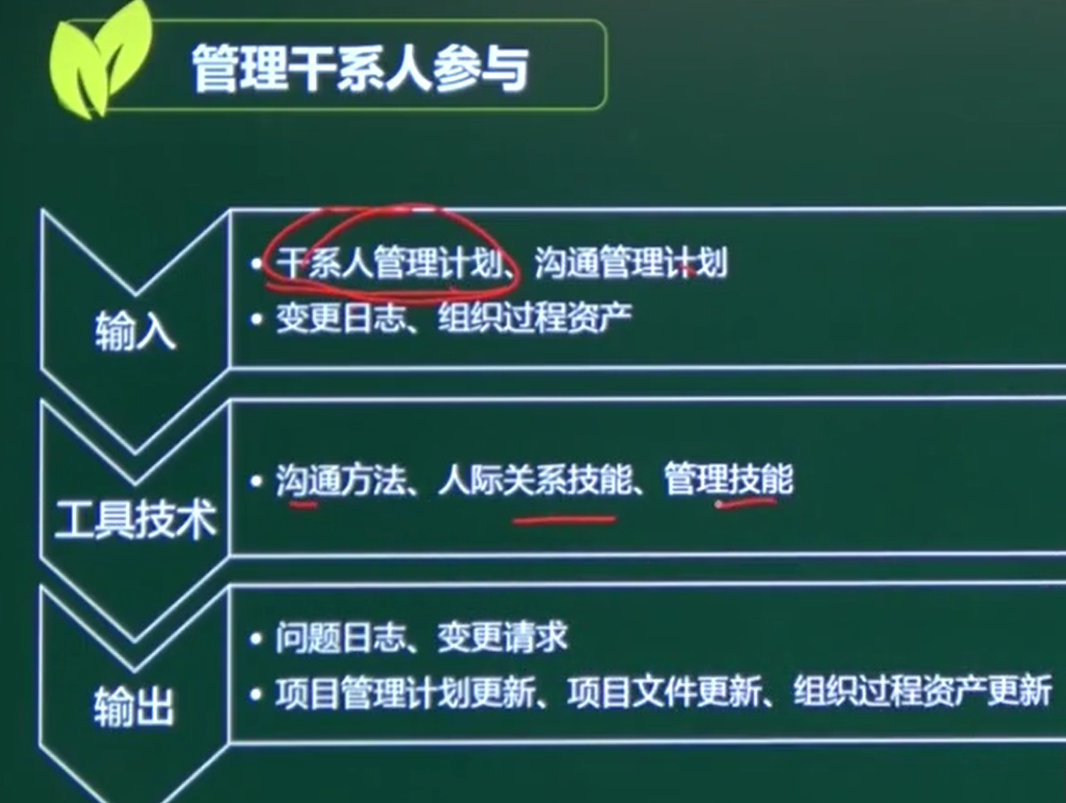 管理干系人参与
输入
• 干系人管理计划、沟通管理计划
• 变更日志、组织过程资产
工具技术
• 沟通方法、人际关系技能、管理技能
输出
• 问题日志、变更请求
• 项目管理计划更新、项目文件更新、组织过程资产更新